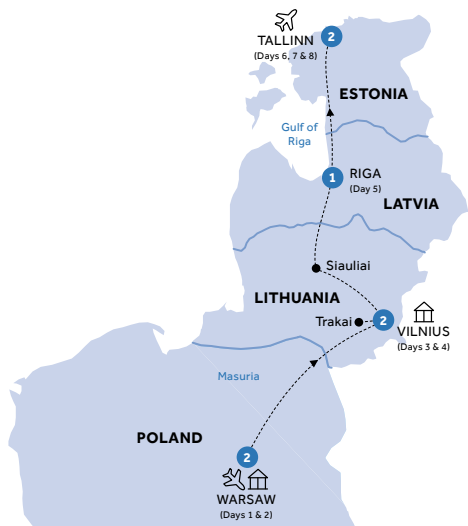 2
TALLINN
(Days 6, 7 & 8)
ESTONIA
Gulf of
Riga
1
RIGA
(Day 5)
LATVIA
Siauliai
LITHUANIA
Trakai
2
VILNIUS
(Days 3 & 4)
Masuria
POLAND
2
WARSAW
(Days 1 & 2)